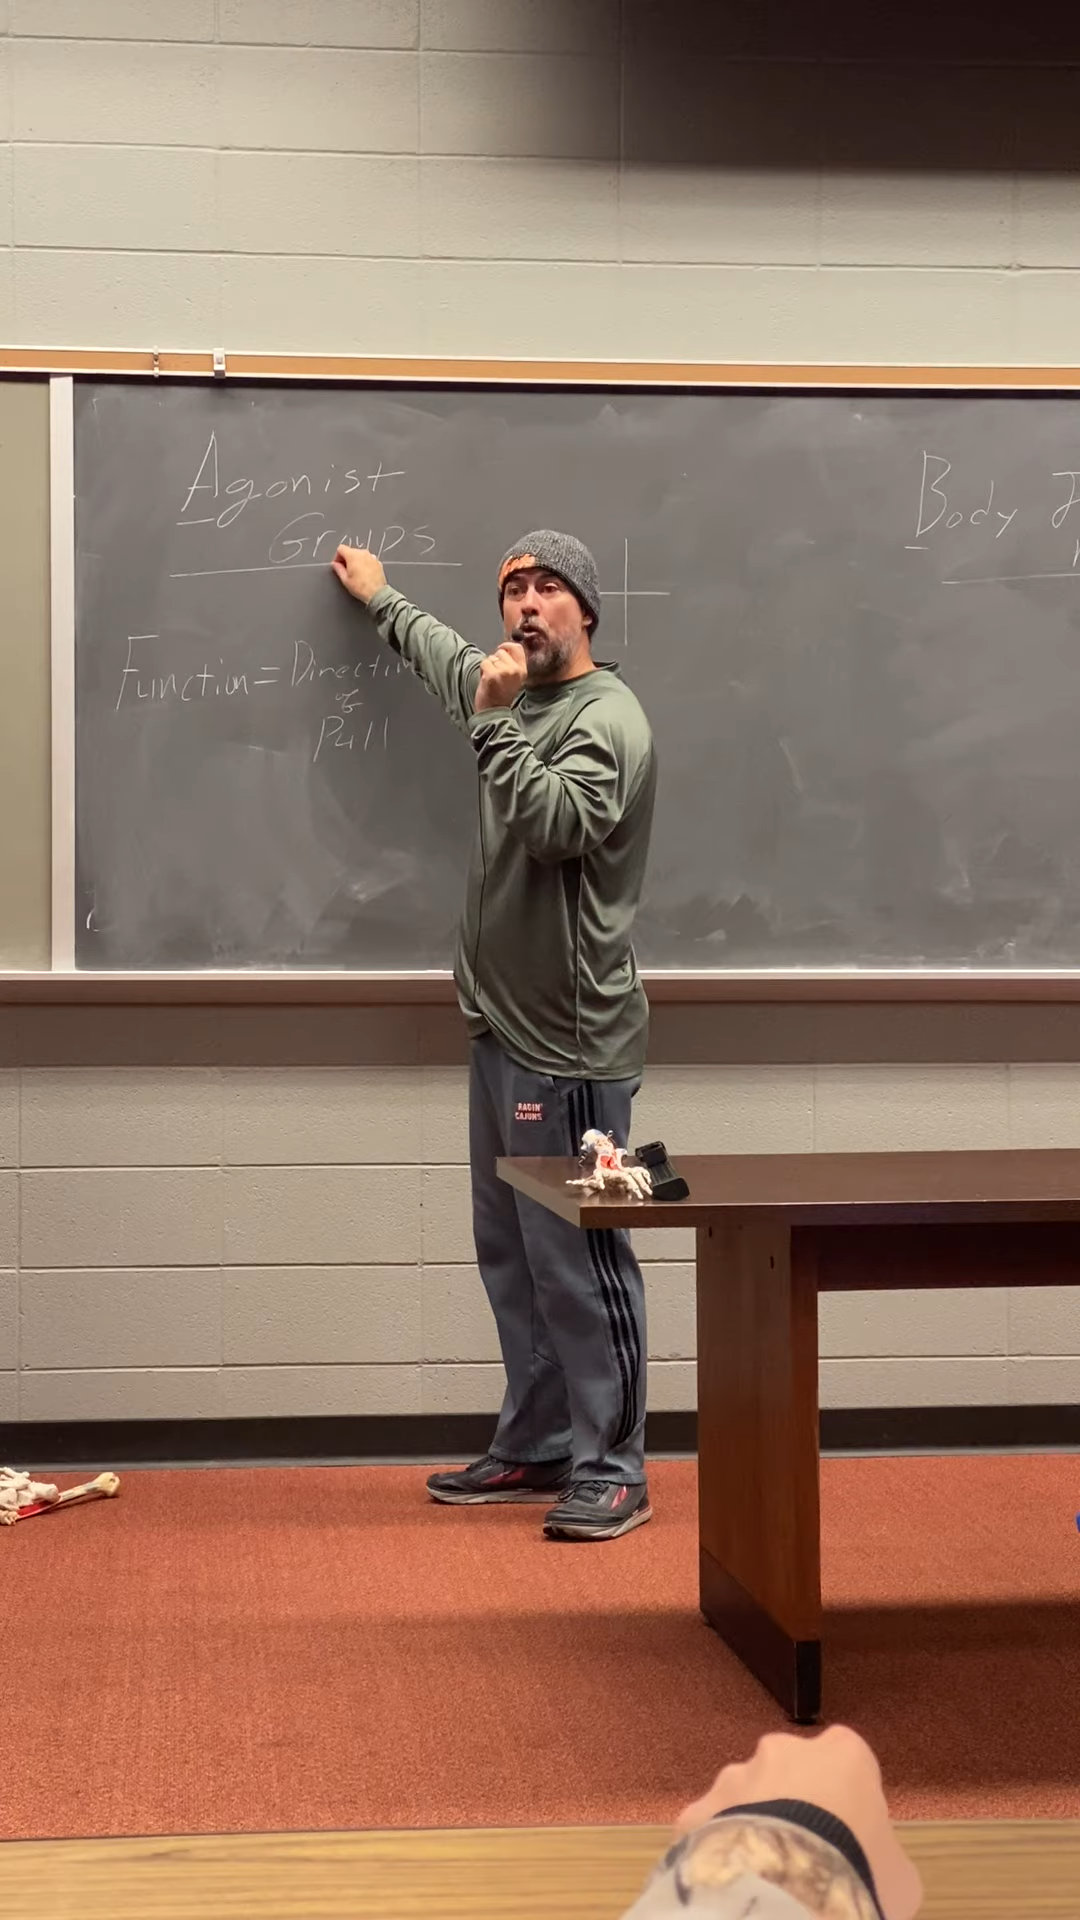 Agonist
Groups
Function = Direction
of
Pull
Body
RAGIN'
CAJUNS